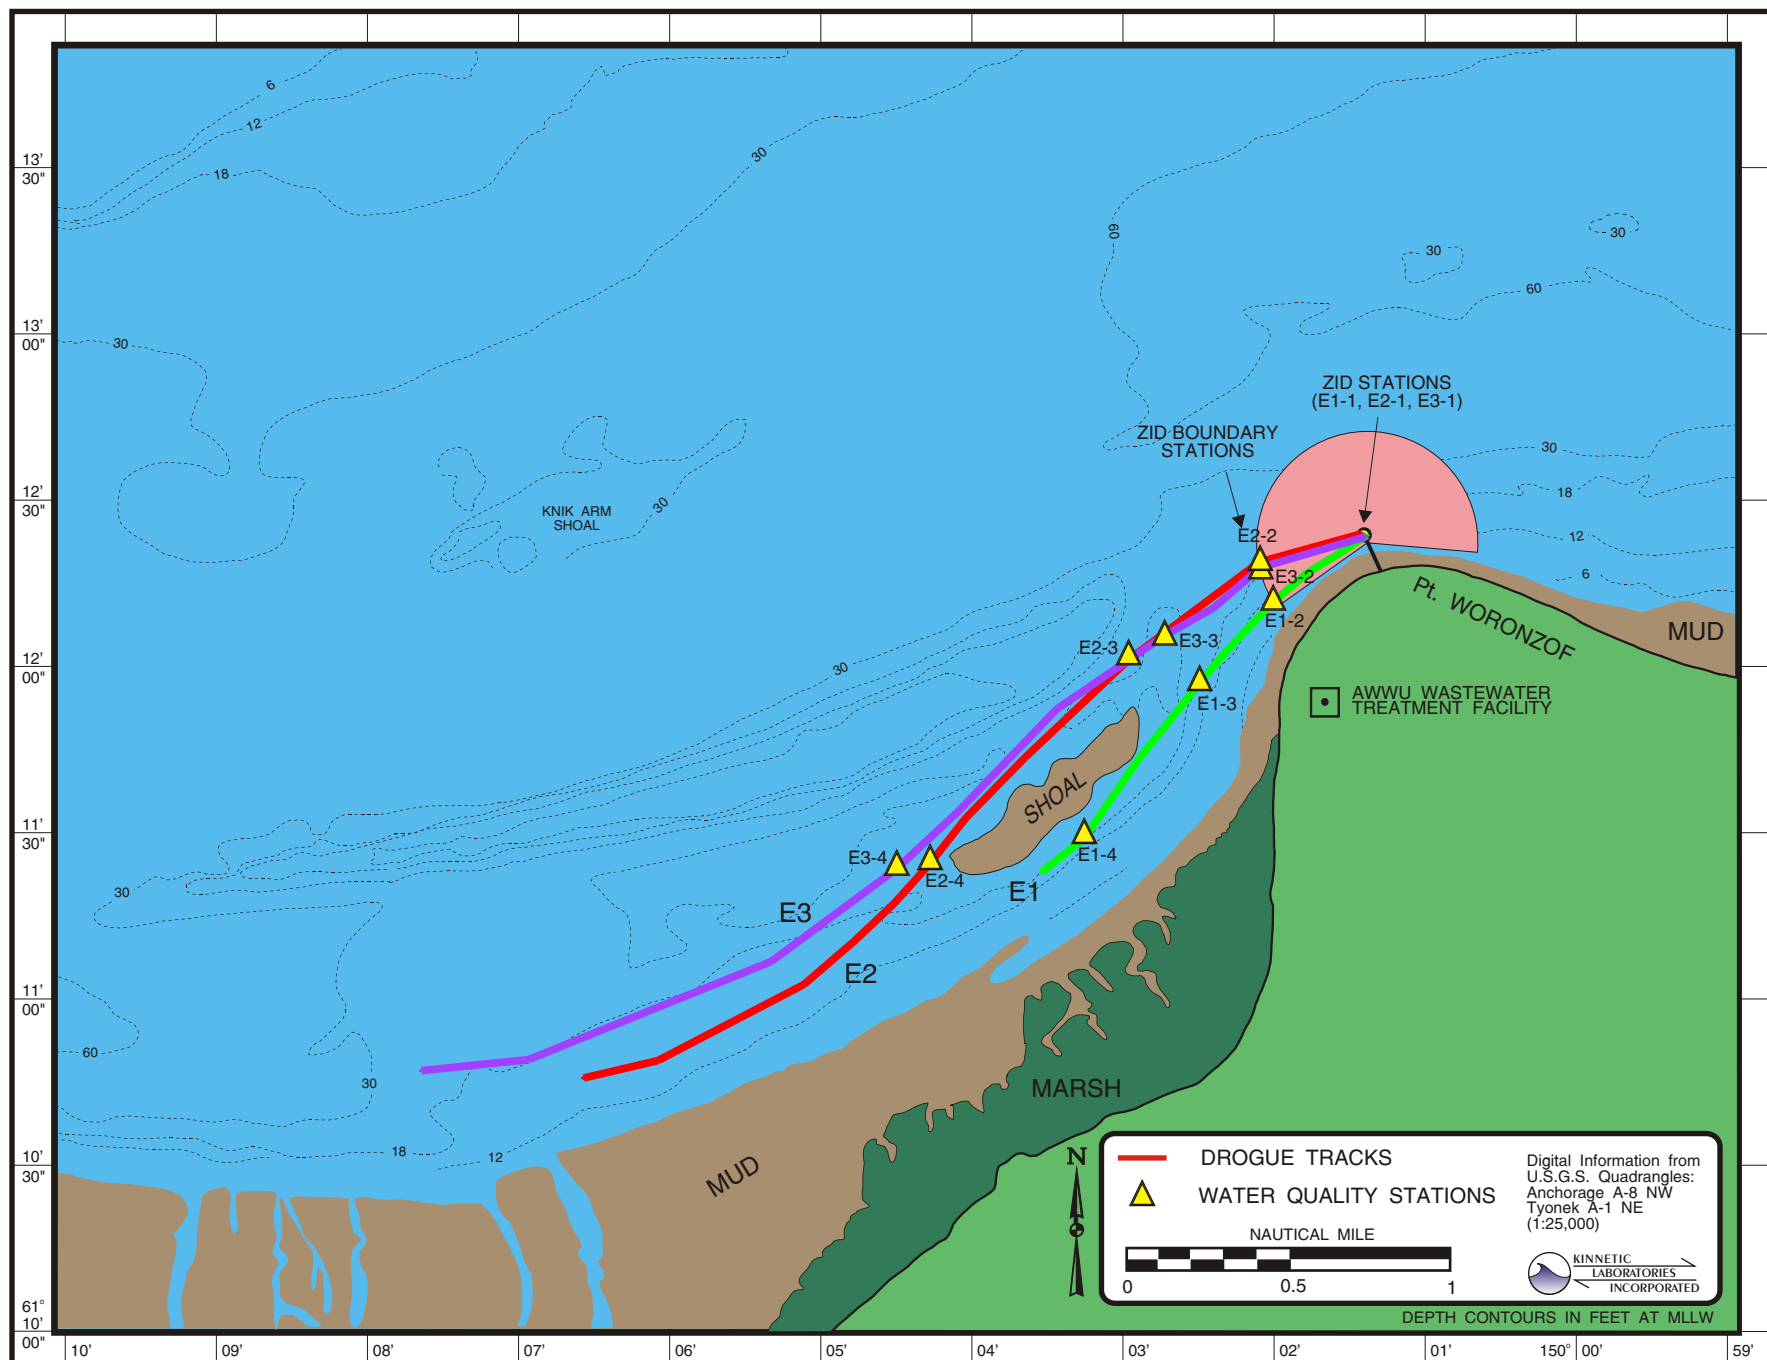 6
12
18
30
30
60
60
30
30
13'
30"
13'
00"
12'
30"
12'
00"
11'
30"
11'
00"
10'
30"
61°
10'
00"
ZID STATIONS
(E1-1, E2-1, E3-1)
ZID BOUNDARY
STATIONS
30
18
12
6
KNIK ARM
SHOAL
30
E2-2
E3-2
E1-2
Pt. WORONZOF
MUD
E2-3
E3-3
E1-3
30
AWWU WASTEWATER
TREATMENT FACILITY
SHOAL
E3-4
E2-4
E1-4
E1
E3
E2
30
60
30
18
12
MARSH
MUD
N
DROGUE TRACKS
WATER QUALITY STATIONS
NAUTICAL MILE
0 0.5 1
Digital Information from
U.S.G.S. Quadrangles:
Anchorage A-8 NW
Tyonek A-1 NE
(1:25,000)
KINNETIC
LABORATORIES
INCORPORATED
DEPTH CONTOURS IN FEET AT MLLW
10' 09' 08' 07' 06' 05' 04' 03' 02' 01' 150° 00' 59'